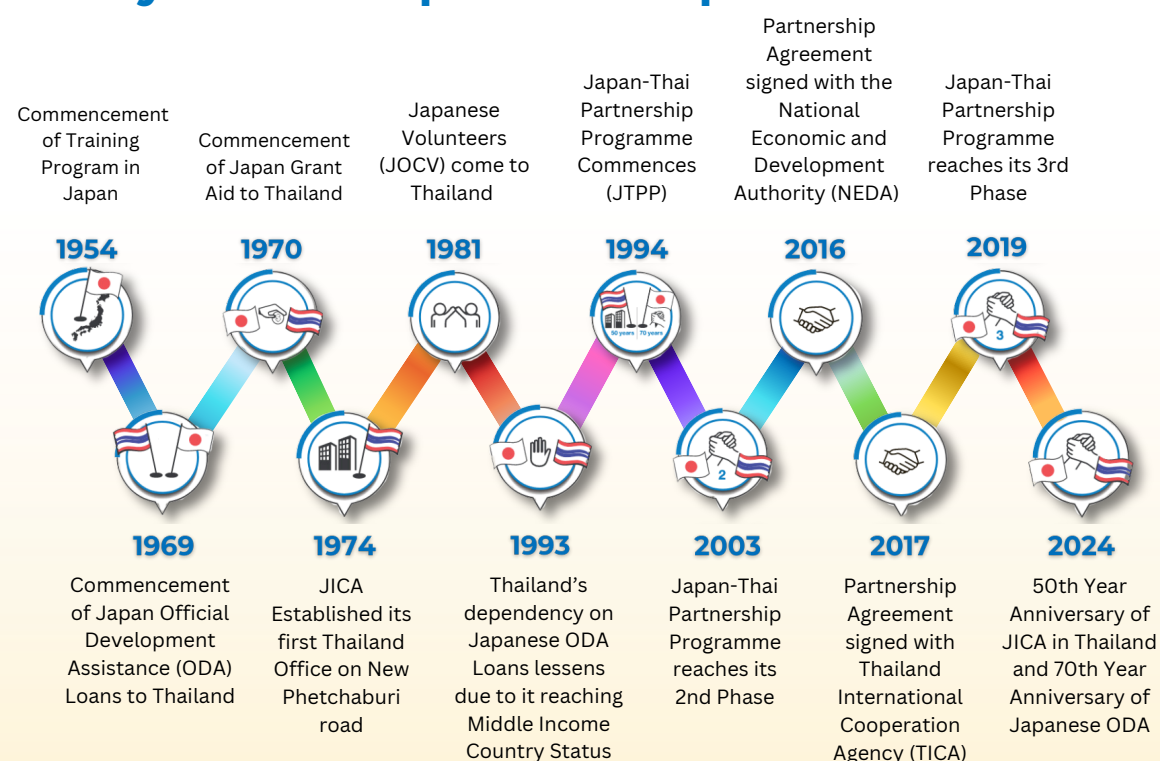 Commencement
of Training
Program in
Japan
1954
Commencement
of Japan Grant
Aid to Thailand
1970
Japanese
Volunteers
(JOCV) come to
Thailand
1981
Japan-Thai
Partnership
Programme
Commences
(JTPP)
1994
50 years 70 years
Partnership
Agreement
signed with the
National
Economic and
Development
Authority (NEDA)
2016
Japan-Thai
Partnership
Programme
reaches its 3rd
Phase
2019
3
1969
Commencement
of Japan Official
Development
Assistance (ODA)
Loans to Thailand
1974
JICA
Established its
first Thailand
Office on New
Phetchaburi
road
1993
Thailand’s
dependency on
Japanese ODA
Loans lessens
due to it reaching
Middle Income
Country Status
2
2003
Japan-Thai
Partnership
Programme
reaches its
2nd Phase
2017
Partnership
Agreement
signed with
Thailand
International
Cooperation
Agency (TICA)
2024
50th Year
Anniversary of
JICA in Thailand
and 70th Year
Anniversary of
Japanese ODA